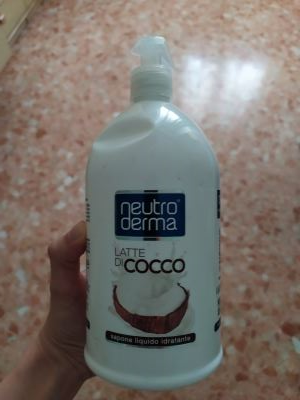 neutro
derma
LATTE
DI COCCO
sapone liquido idratante